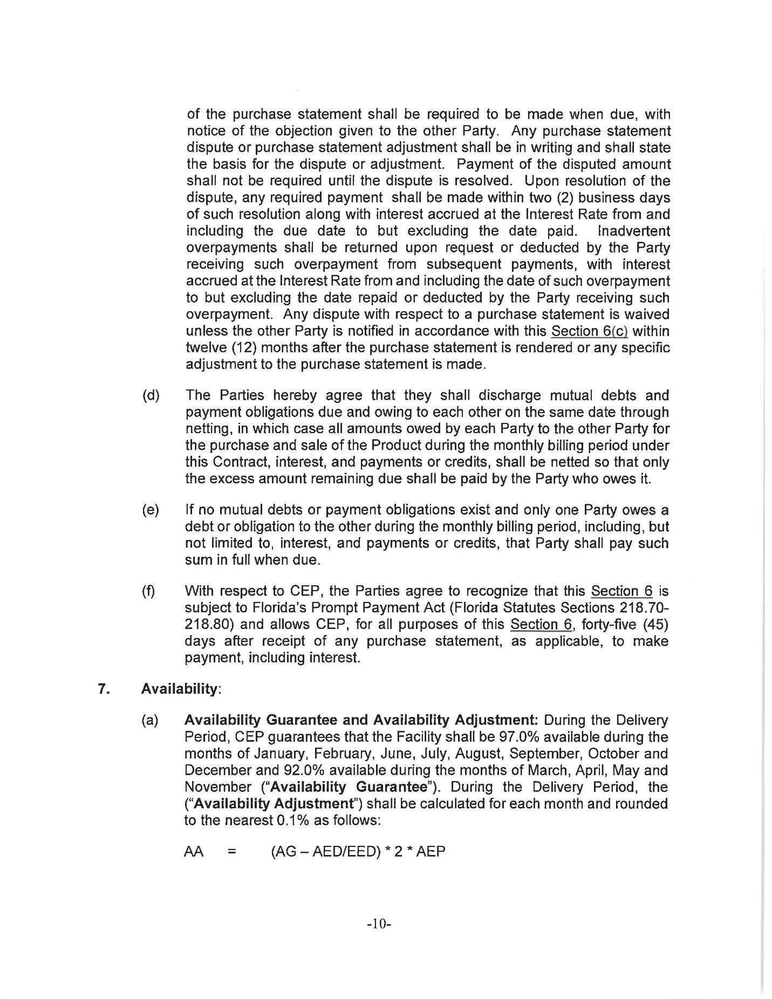 of the purchase statement shall be required to be made when due, with
notice of the objection given to the other Party. Any purchase statement
dispute or purchase statement adjustment shall be in writing and shall state
the basis for the dispute or adjustment. Payment of the disputed amount
shall not be required until the dispute is resolved. Upon resolution of the
dispute, any required payment shall be made within two (2) business days
of such resolution along with interest accrued at the Interest Rate from and
including the due date to but excluding the date paid. Inadvertent
overpayments shall be returned upon request or deducted by the Party
receiving such overpayment from subsequent payments, with interest
accrued at the Interest Rate from and including the date of such overpayment
to but excluding the date repaid or deducted by the Party receiving such
overpayment. Any dispute with respect to a purchase statement is waived
unless the other Party is notified in accordance with this Section 6(c) within
twelve (12) months after the purchase statement is rendered or any specific
adjustment to the purchase statement is made.
(d) The Parties hereby agree that they shall discharge mutual debts and
payment obligations due and owing to each other on the same date through
netting, in which case all amounts owed by each Party to the other Party for
the purchase and sale of the Product during the monthly billing period under
this Contract, interest, and payments or credits, shall be netted so that only
the excess amount remaining due shall be paid by the Party who owes it.
(e) If no mutual debts or payment obligations exist and only one Party owes a
debt or obligation to the other during the monthly billing period, including, but
not limited to, interest, and payments or credits, that Party shall pay such
sum in full when due.
(f) With respect to CEP, the Parties agree to recognize that this Section 6 is
subject to Florida's Prompt Payment Act (Florida Statutes Sections 218.70-
218.80) and allows CEP, for all purposes of this Section 6, forty-five (45)
days after receipt of any purchase statement, as applicable, to make
payment, including interest.
7. Availability:
(a) Availability Guarantee and Availability Adjustment: During the Delivery
Period, CEP guarantees that the Facility shall be 97.0% available during the
months of January, February, June, July, August, September, October and
December and 92.0% available during the months of March, April, May and
November ("Availability Guarantee"). During the Delivery Period, the
("Availability Adjustment") shall be calculated for each month and rounded
to the nearest 0.1% as follows:
AA = (AG – AED/EED) * 2 * AEP
-10-